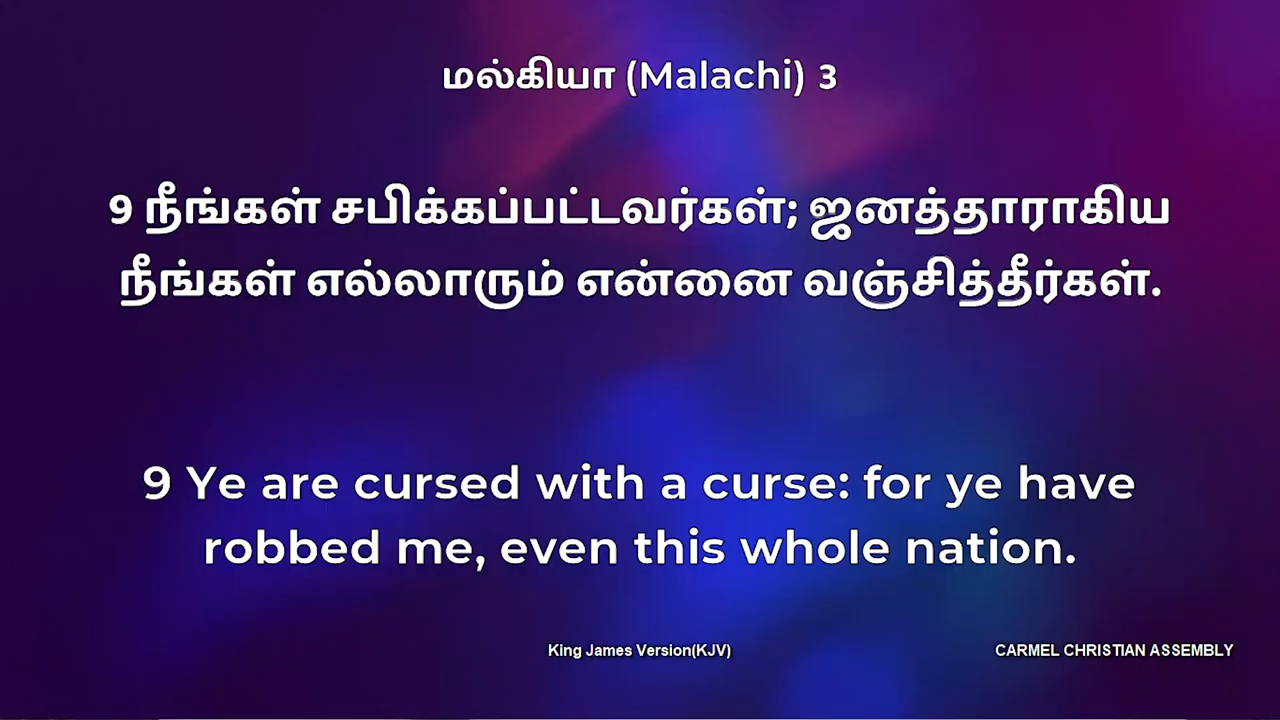 மல்கியா (Malachi) 3
9 நீங்கள் சபிக்கப்பட்டவர்கள்; ஜனத்தாராகிய
நீங்கள் எல்லாரும் என்னை வஞ்சித்தீர்கள்.
9 Ye are cursed with a curse: for ye have
robbed me, even this whole nation.
King James Version(KJV)
CARMEL CHRISTIAN ASSEMBLY